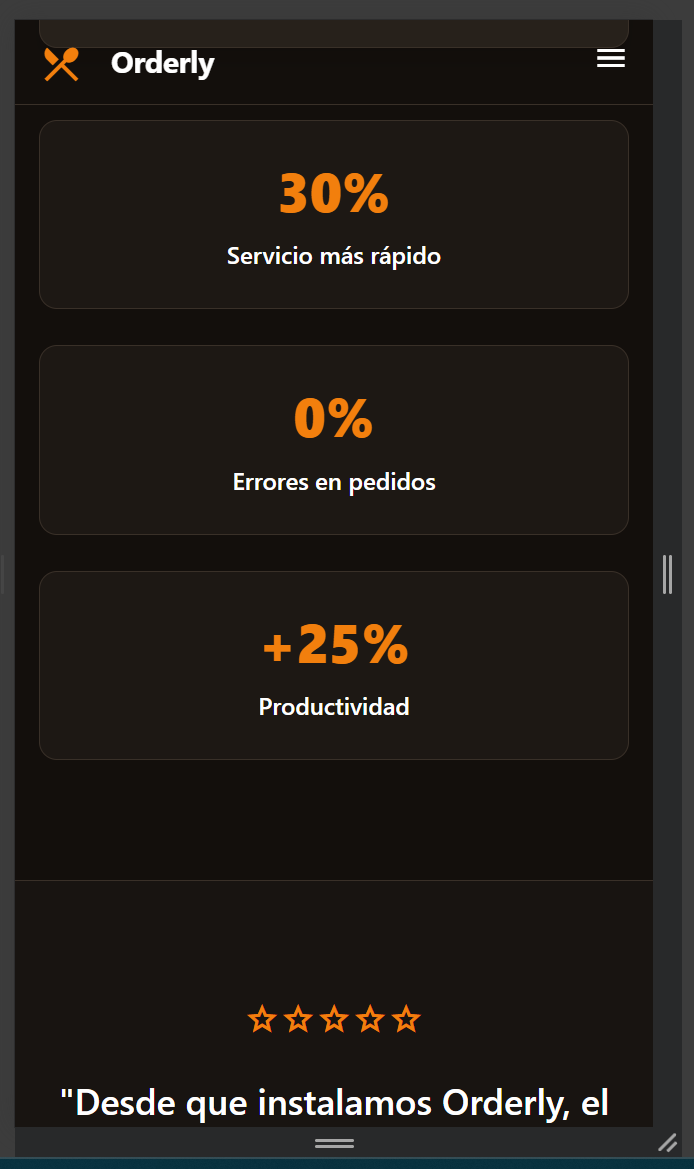 Orderly
30%
Servicio más rápido
0%
Errores en pedidos
+25%
Productividad
"Desde que instalamos Orderly, el